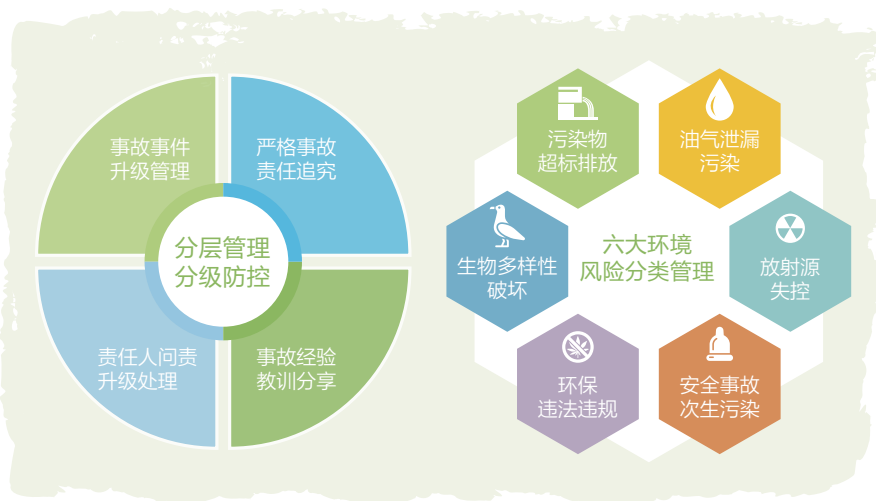 事故事件
升级管理
严格事故
责任追究
分层管理
分级防控
责任人问责
升级处理
事故经验
教训分享
污染物
超标排放
油气泄漏
污染
生物多样性
破坏
六大环境
风险分类管理
放射源
失控
环保
违法违规
安全事故
次生污染